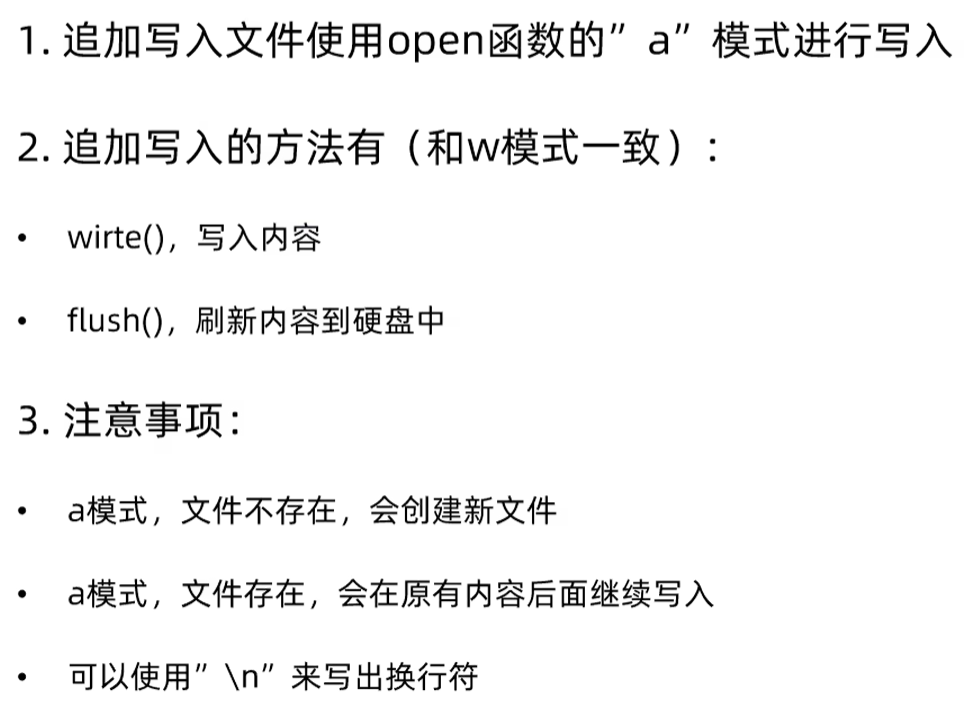 1. 追加写入文件使用open函数的”a”模式进行写入
2. 追加写入的方法有（和w模式一致）:
• wirte(), 写入内容
• flush(), 刷新内容到硬盘中
3. 注意事项:
• a模式, 文件不存在, 会创建新文件
• a模式, 文件存在, 会在原有内容后面继续写入
• 可以使用”\n”来写出换行符